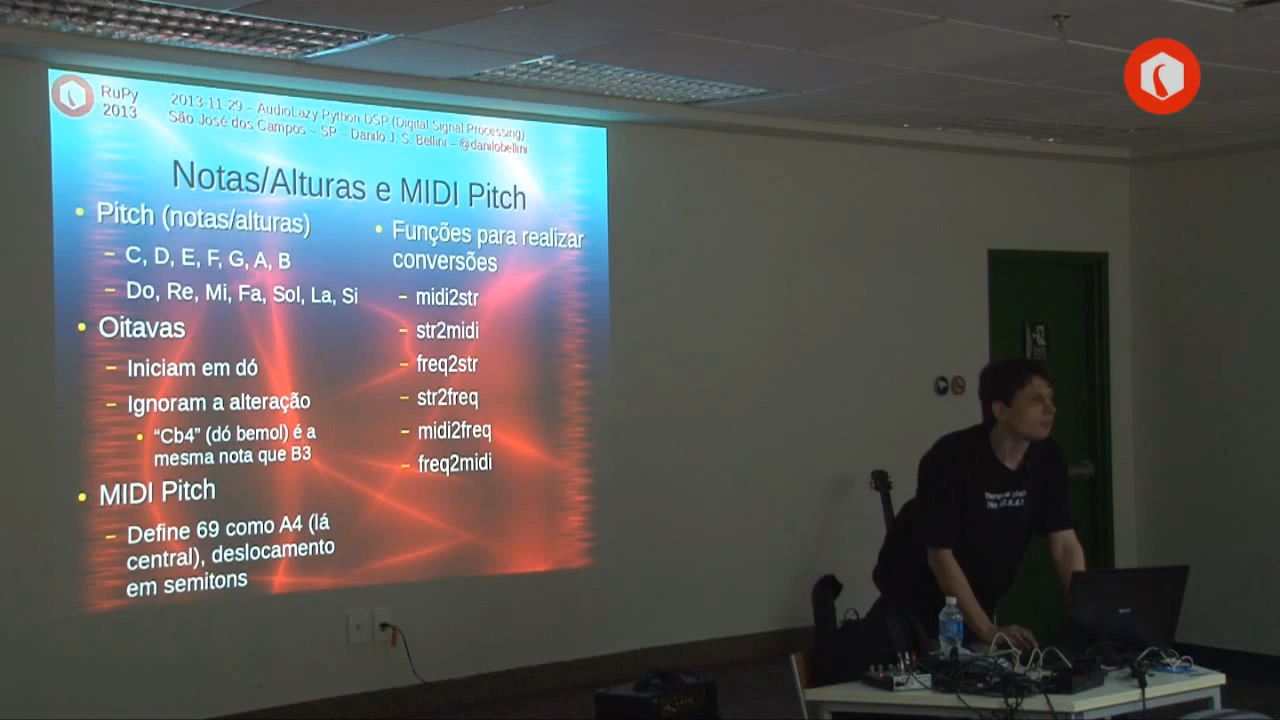 RuPy
2013
2013-11-29 – AudioLazy Python DSP (Digital Signal Processing)
São José dos Campos – SP – Danilo J. S. Bellini – @danilobellini
Notas/Alturas e MIDI Pitch
Pitch (notas/alturas)
– C, D, E, F, G, A, B
– Do, Re, Mi, Fa, Sol, La, Si
Oitavas
– Iniciam em dó
– Ignoram a alteração
“Cb4” (dó bemol) é a
mesma nota que B3
MIDI Pitch
– Define 69 como A4 (lá
central), deslocamento
em semitons
Funções para realizar
conversões
– midi2str
– str2midi
– freq2str
– str2freq
– midi2freq
– freq2midi